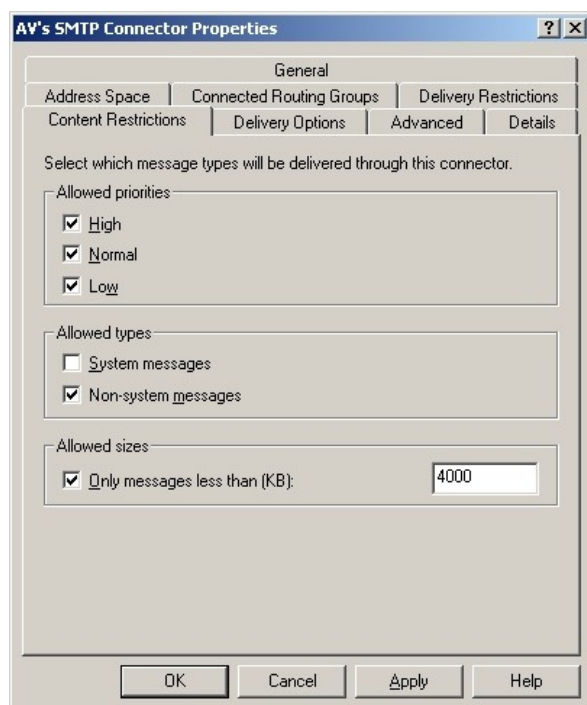 AV's SMTP Connector Properties
General
Address Space Connected Routing Groups Delivery Restrictions
Content Restrictions Delivery Options Advanced Details
Select which message types will be delivered through this connector.
Allowed priorities
High
Normal
Low
Allowed types
System messages
Non-system messages
Allowed sizes
Only messages less than (KB): 4000
OK Cancel Apply Help